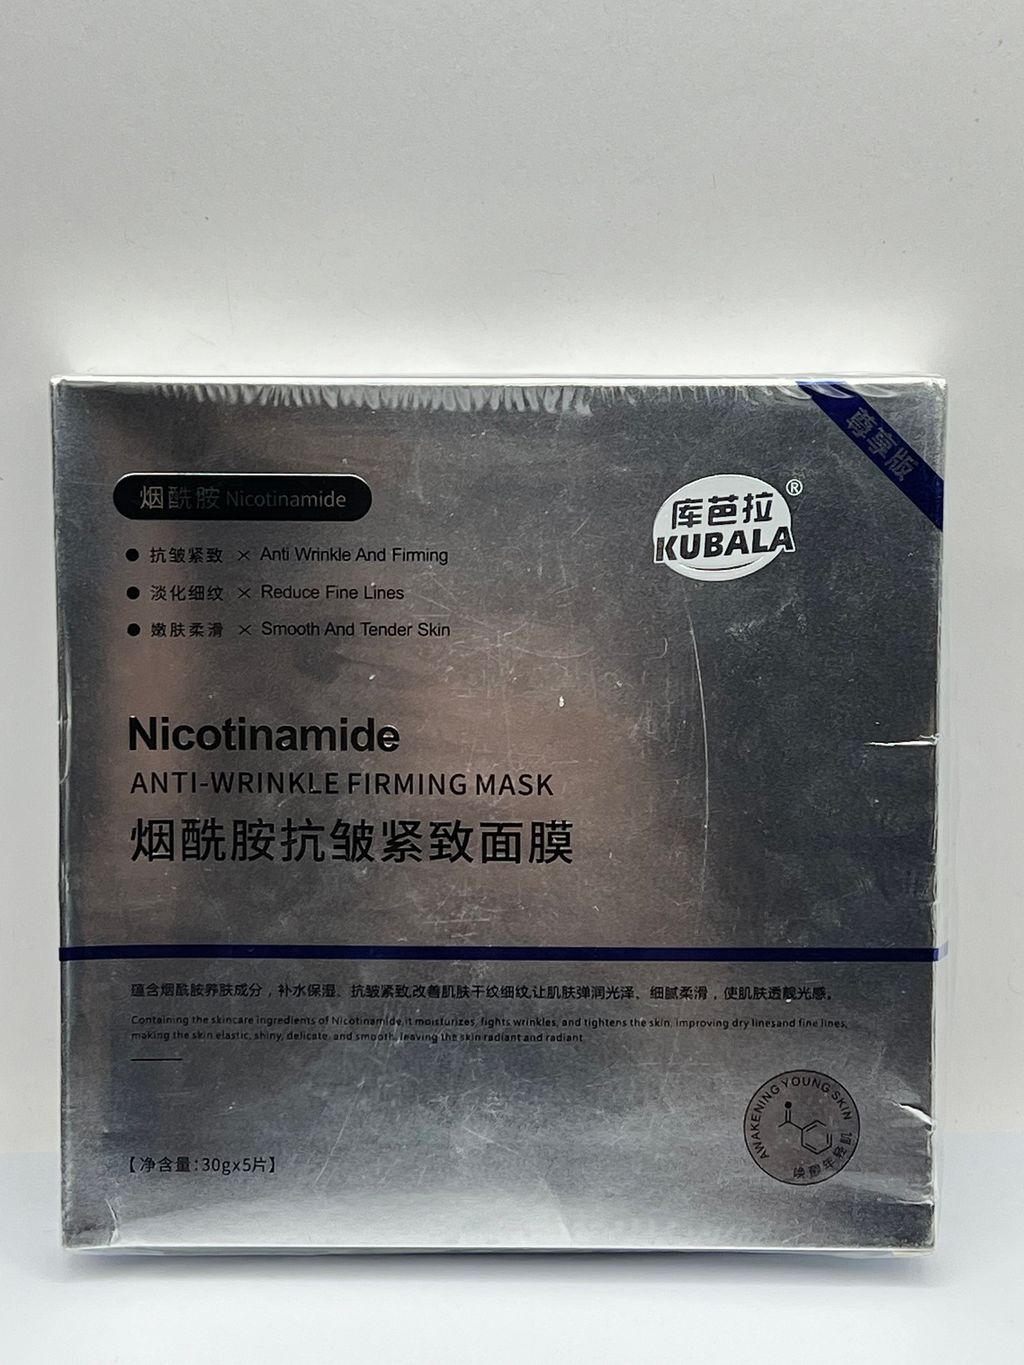 尊享版
烟酰胺 Nicotinamide
库芭拉®
KUBALA
● 抗皱紧致 × Anti Wrinkle And Firming
● 淡化细纹 × Reduce Fine Lines
● 嫩肤柔滑 × Smooth And Tender Skin
Nicotinamide
ANTI-WRINKLE FIRMING MASK
烟酰胺抗皱紧致面膜
蕴含烟酰胺养肤成分，补水保湿、抗皱紧致,改善肌肤干纹细纹,让肌肤弹润光泽、细腻柔滑，使肌肤透靓光感。
Containing the skincare ingredients of Nicotinamide,it moisturizes, fights wrinkles, and tightens the skin, improving dry linesand fine lines,
making the skin elastic, shiny, delicate, and smooth, leaving the skin radiant and radiant.
AWAKENING YOUNG SKIN
唤醒年轻肌
【净含量：30g×5片】